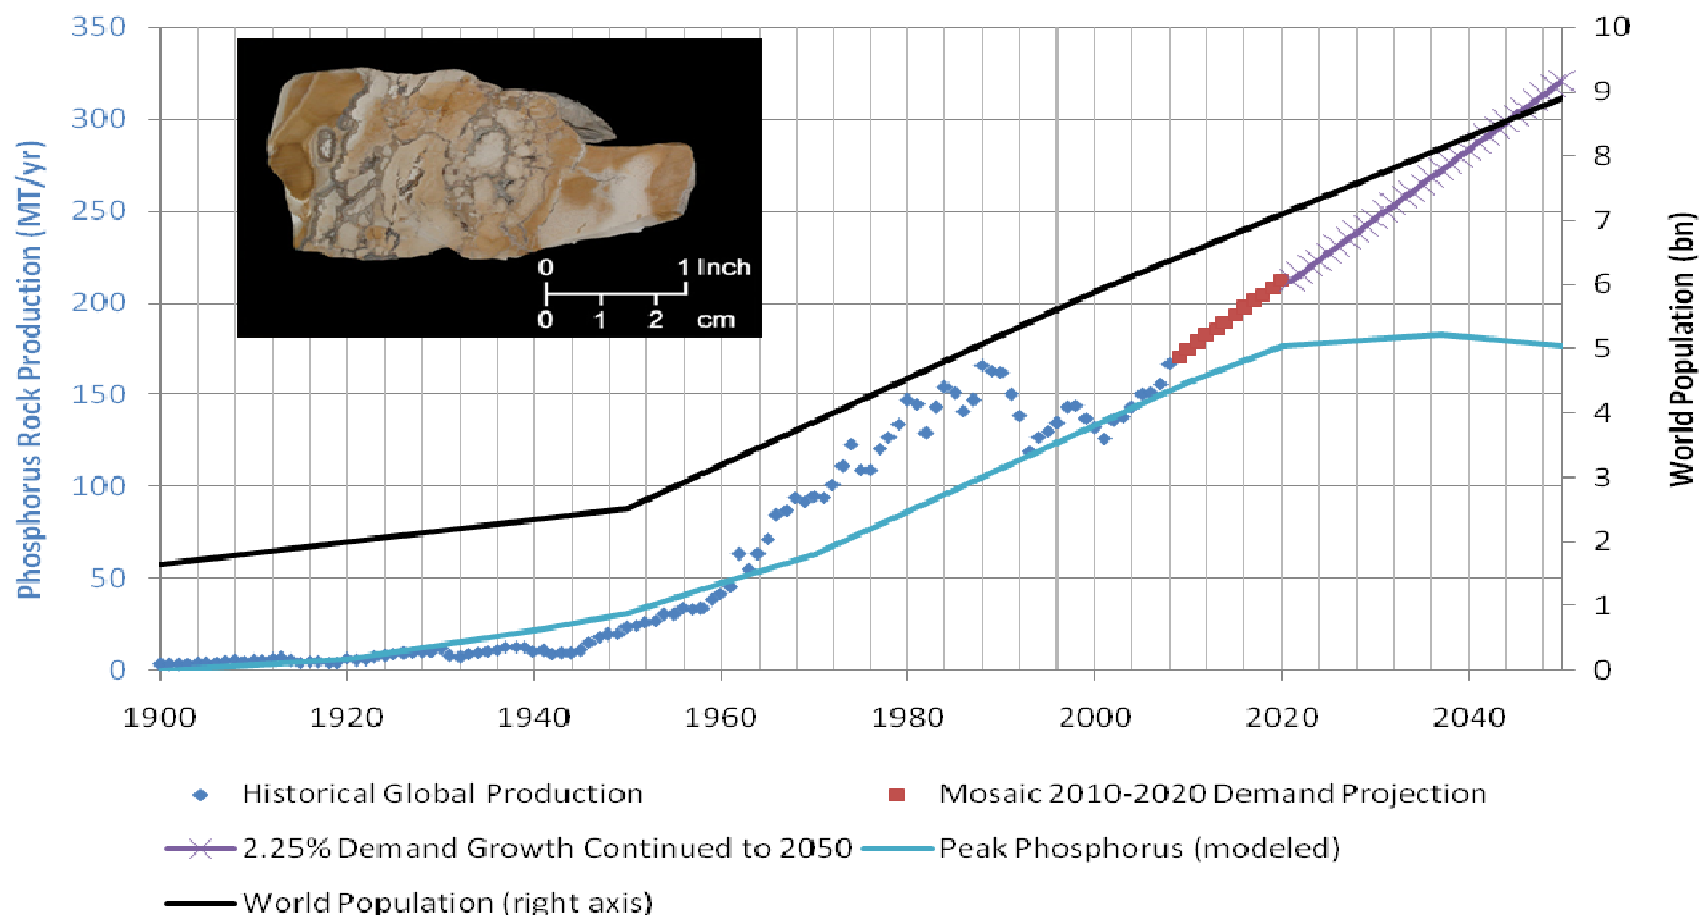 350
300
250
200
150
100
50
0
Phosphorus Rock Production (MT/yr)
0 1 Inch
0 1 2 cm
10
9
8
7
6
5
4
3
2
1
0
World Population (bn)
1900 1920 1940 1960 1980 2000 2020 2040
Historical Global Production Mosaic 2010-2020 Demand Projection
2.25% Demand Growth Continued to 2050 Peak Phosphorus (modeled)
World Population (right axis)